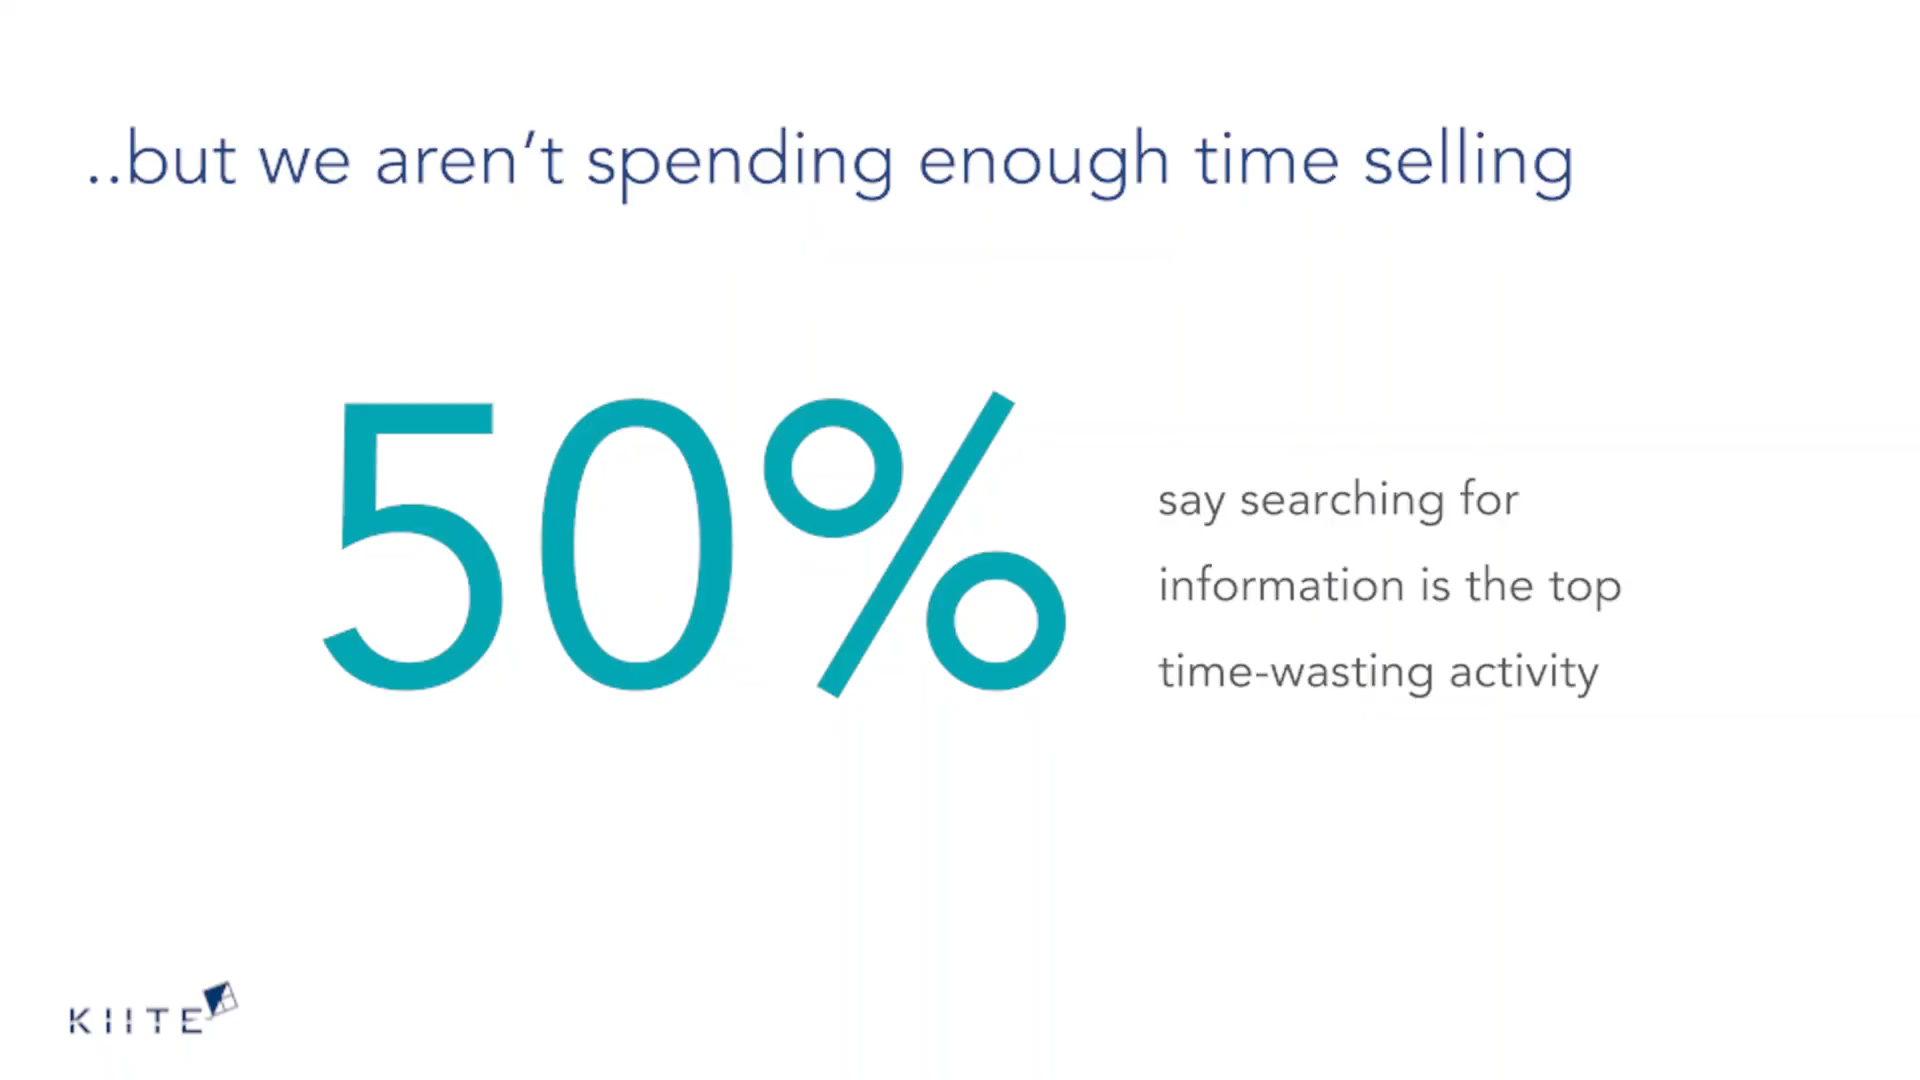 ..but we aren’t spending enough time selling
50%
say searching for
information is the top
time-wasting activity
KIITE